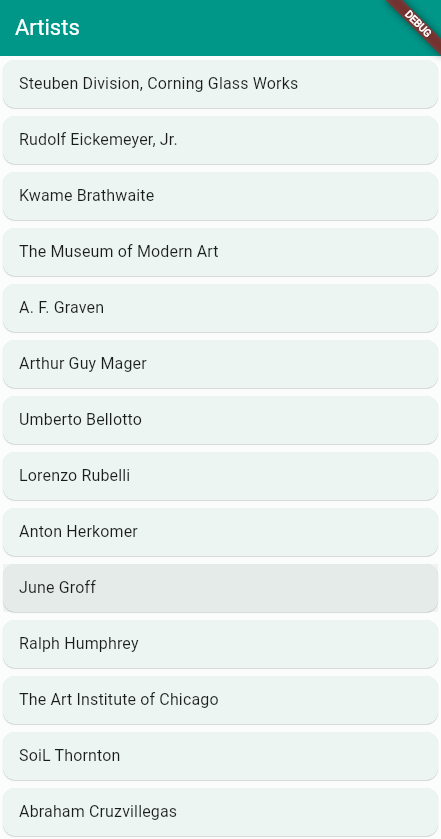 Artists
DEBUG
Steuben Division, Corning Glass Works
Rudolf Eickemeyer, Jr.
Kwame Brathwaite
The Museum of Modern Art
A. F. Graven
Arthur Guy Mager
Umberto Bellotto
Lorenzo Rubelli
Anton Herkomer
June Groff
Ralph Humphrey
The Art Institute of Chicago
SoiL Thornton
Abraham Cruzvillegas